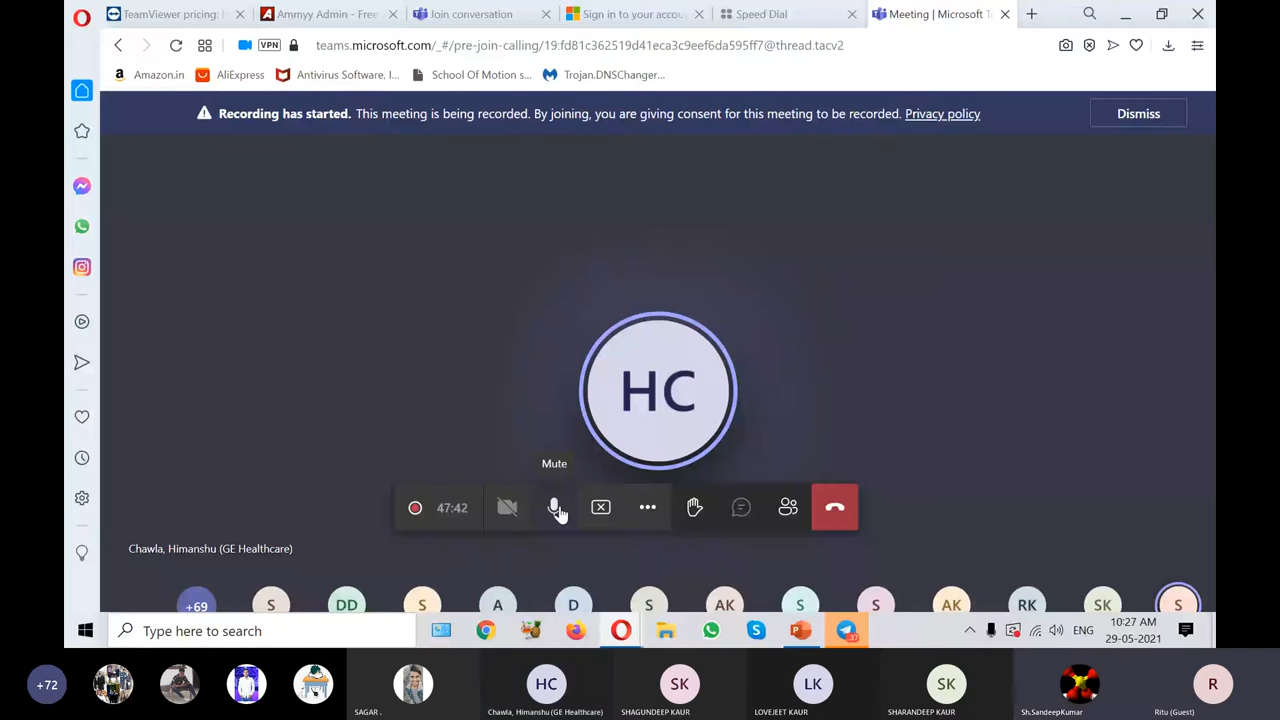 TeamViewer pricing: b
Ammyy Admin - Free
Join conversation
Sign in to your accou
Speed Dial
Meeting | Microsoft T
VPN
teams.microsoft.com/_#/pre-join-calling/19:fd81c362519d41eca3c9eef6da595ff7@thread.tacv2
Amazon.in
AliExpress
Antivirus Software, I...
School Of Motion s...
Trojan.DNSChanger...
Recording has started. This meeting is being recorded. By joining, you are giving consent for this meeting to be recorded. Privacy policy
Dismiss
HC
Mute
47:42
Chawla, Himanshu (GE Healthcare)
+69
S
DD
S
A
D
S
AK
S
S
AK
RK
SK
S
Type here to search
37
ENG
10:27 AM
29-05-2021
+72
SAGAR .
HC
Chawla, Himanshu (GE Healthcare)
SK
SHAGUNDEEP KAUR
LK
LOVEJEET KAUR
SK
SHARANDEEP KAUR
Sh.SandeepKumar
R
Ritu (Guest)